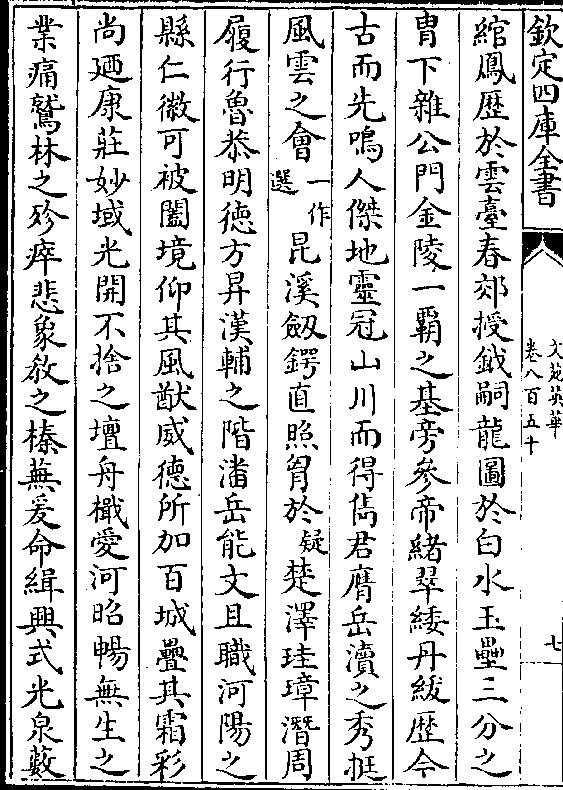 欽定四庫全書
文苑英華
卷八百五十
七
綰鳳歴於雲臺春郊授鉞嗣龍圖於白水玉壘三分之
胄下雜公門金陵一霸之基旁參帝緒翠緌丹紱歴今
古而先鳴人傑地靈冠山川而得儁君膺岳瀆之秀挺
風雲之會一作選昆溪劔鍔直照胷於疑楚澤珪璋潛周
履行魯恭明徳方昇漢輔之階潘岳能文且職河陽之
縣仁徽可被闔境仰其風猷威德所加百城疊其霜彩
尚廼康莊妙域光開不捨之壇舟檝愛河昭暢無生之
業痛鷲林之殄瘁悲象敎之榛蕪爰命緝興式光泉藪